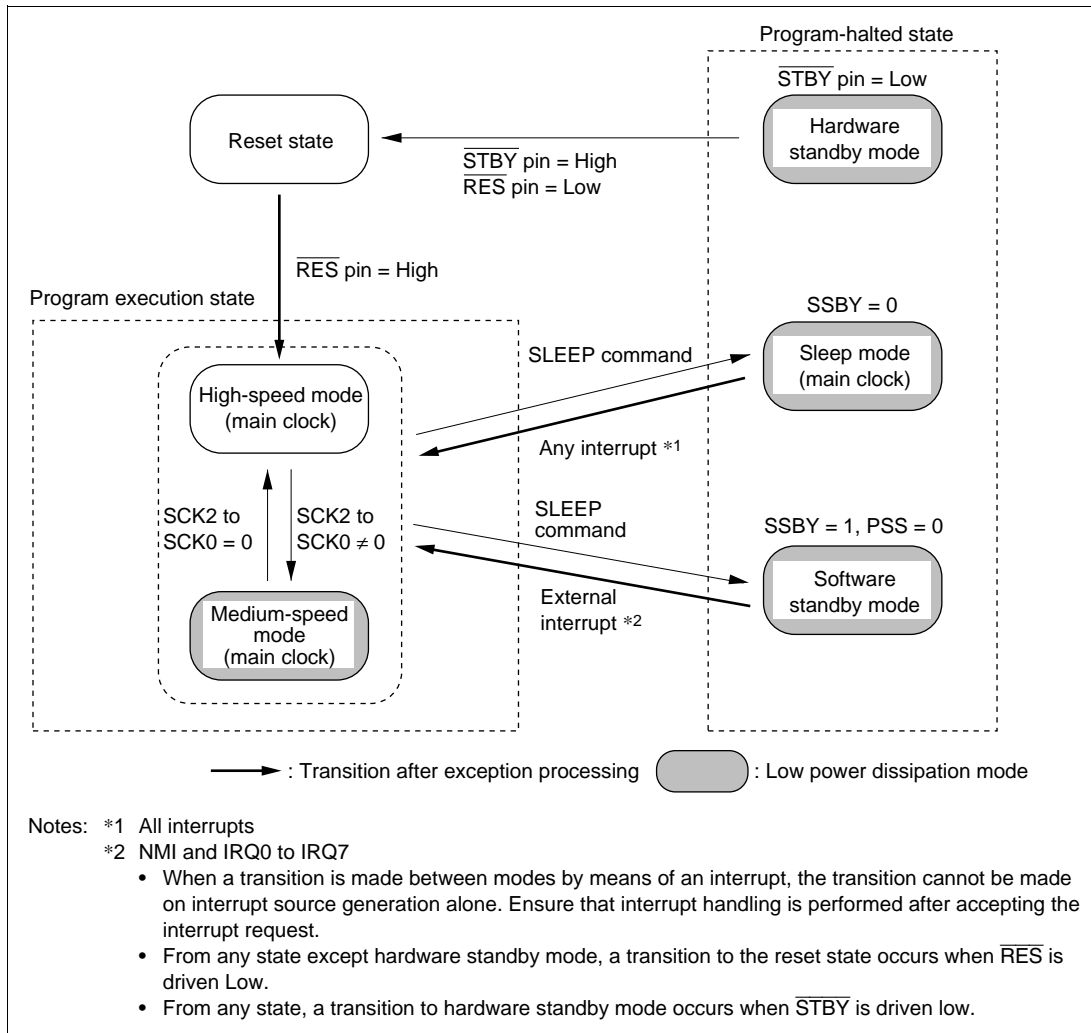 Program-halted state
STBY pin = Low
Hardware
standby mode
Reset state
STBY pin = High
RES pin = Low
RES pin = High
Program execution state
High-speed mode
(main clock)
SCK2 to
SCK0 = 0
SCK2 to
SCK0 ≠ 0
Medium-speed
mode
(main clock)
SLEEP command
Any interrupt *1
SSBY = 0
Sleep mode
(main clock)
SLEEP
command
External
interrupt *2
SSBY = 1, PSS = 0
Software
standby mode
: Transition after exception processing
: Low power dissipation mode
Notes: *1 All interrupts
*2 NMI and IRQ0 to IRQ7
• When a transition is made between modes by means of an interrupt, the transition cannot be made
on interrupt source generation alone. Ensure that interrupt handling is performed after accepting the
interrupt request.
• From any state except hardware standby mode, a transition to the reset state occurs when RES is
driven Low.
• From any state, a transition to hardware standby mode occurs when STBY is driven low.